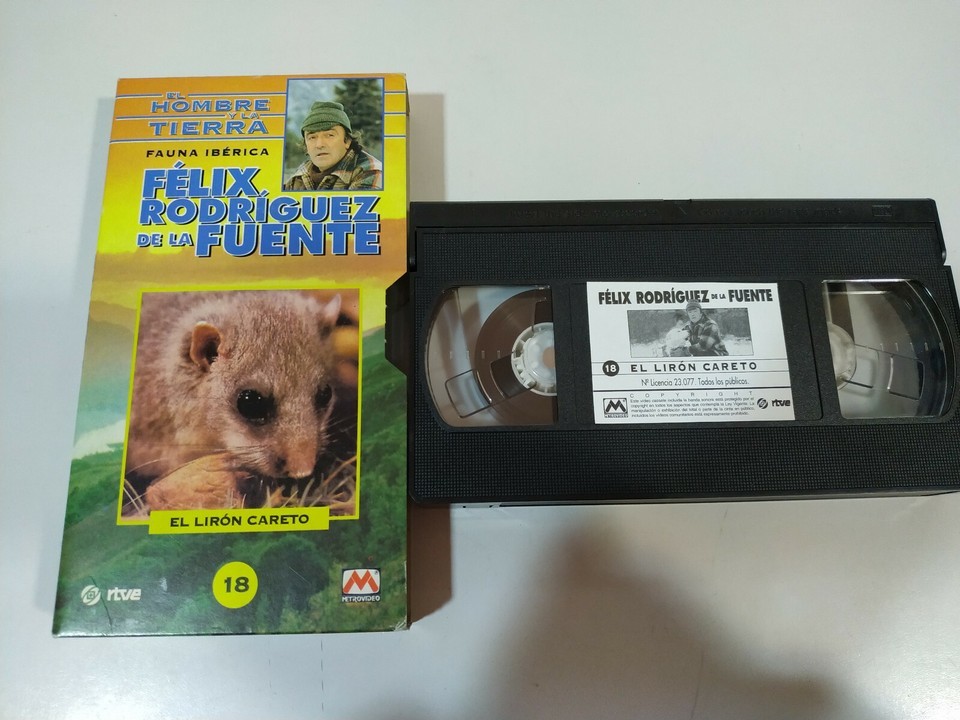 EL
HOMBRE
Y LA
TIERRA
FAUNA IBÉRICA
FÉLIX
RODRÍGUEZ
DE LA FUENTE
EL LIRÓN CARETO
rtve
18
METROVIDEO
FÉLIX RODRÍGUEZ DE LA FUENTE
18 EL LIRÓN CARETO
Nº Licencia 23.077. Todos los públicos.
COPYRIGHT
rtve